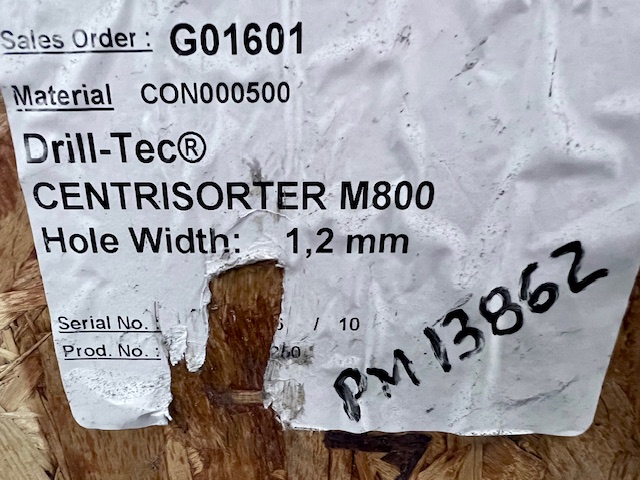 Sales Order : G01601
Material CON000500
Drill-Tec®
CENTRISORTER M800
Hole Width: 1,2 mm
Serial No. : / 10
Prod. No. :
PM 13862